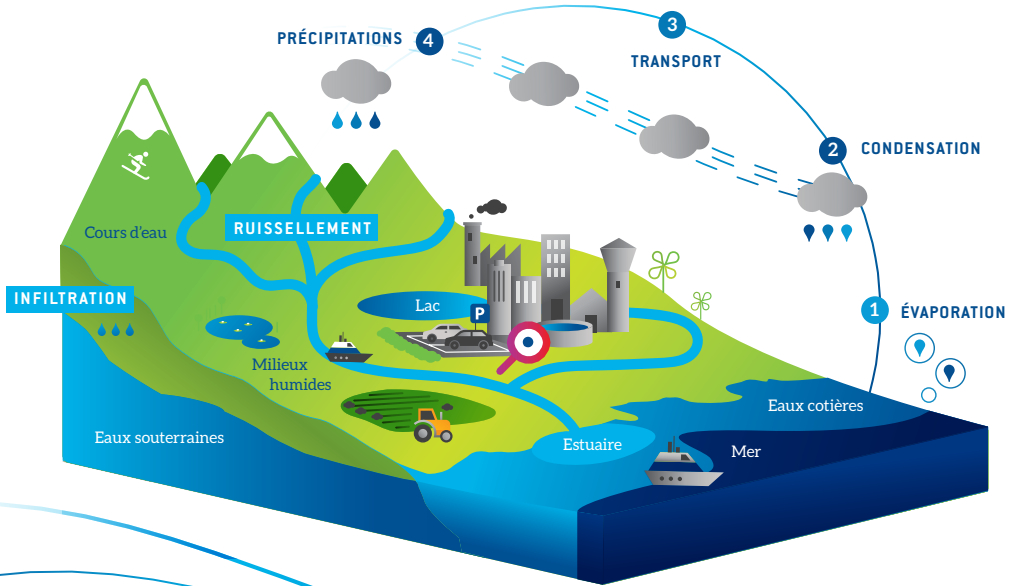 PRÉCIPITATIONS 4
3
TRANSPORT
2 CONDENSATION
Cours d'eau
RUISSELLEMENT
INFILTRATION
Lac
P
1 ÉVAPORATION
Milieux
humides
Eaux cotières
Eaux souterraines
Estuaire
Mer